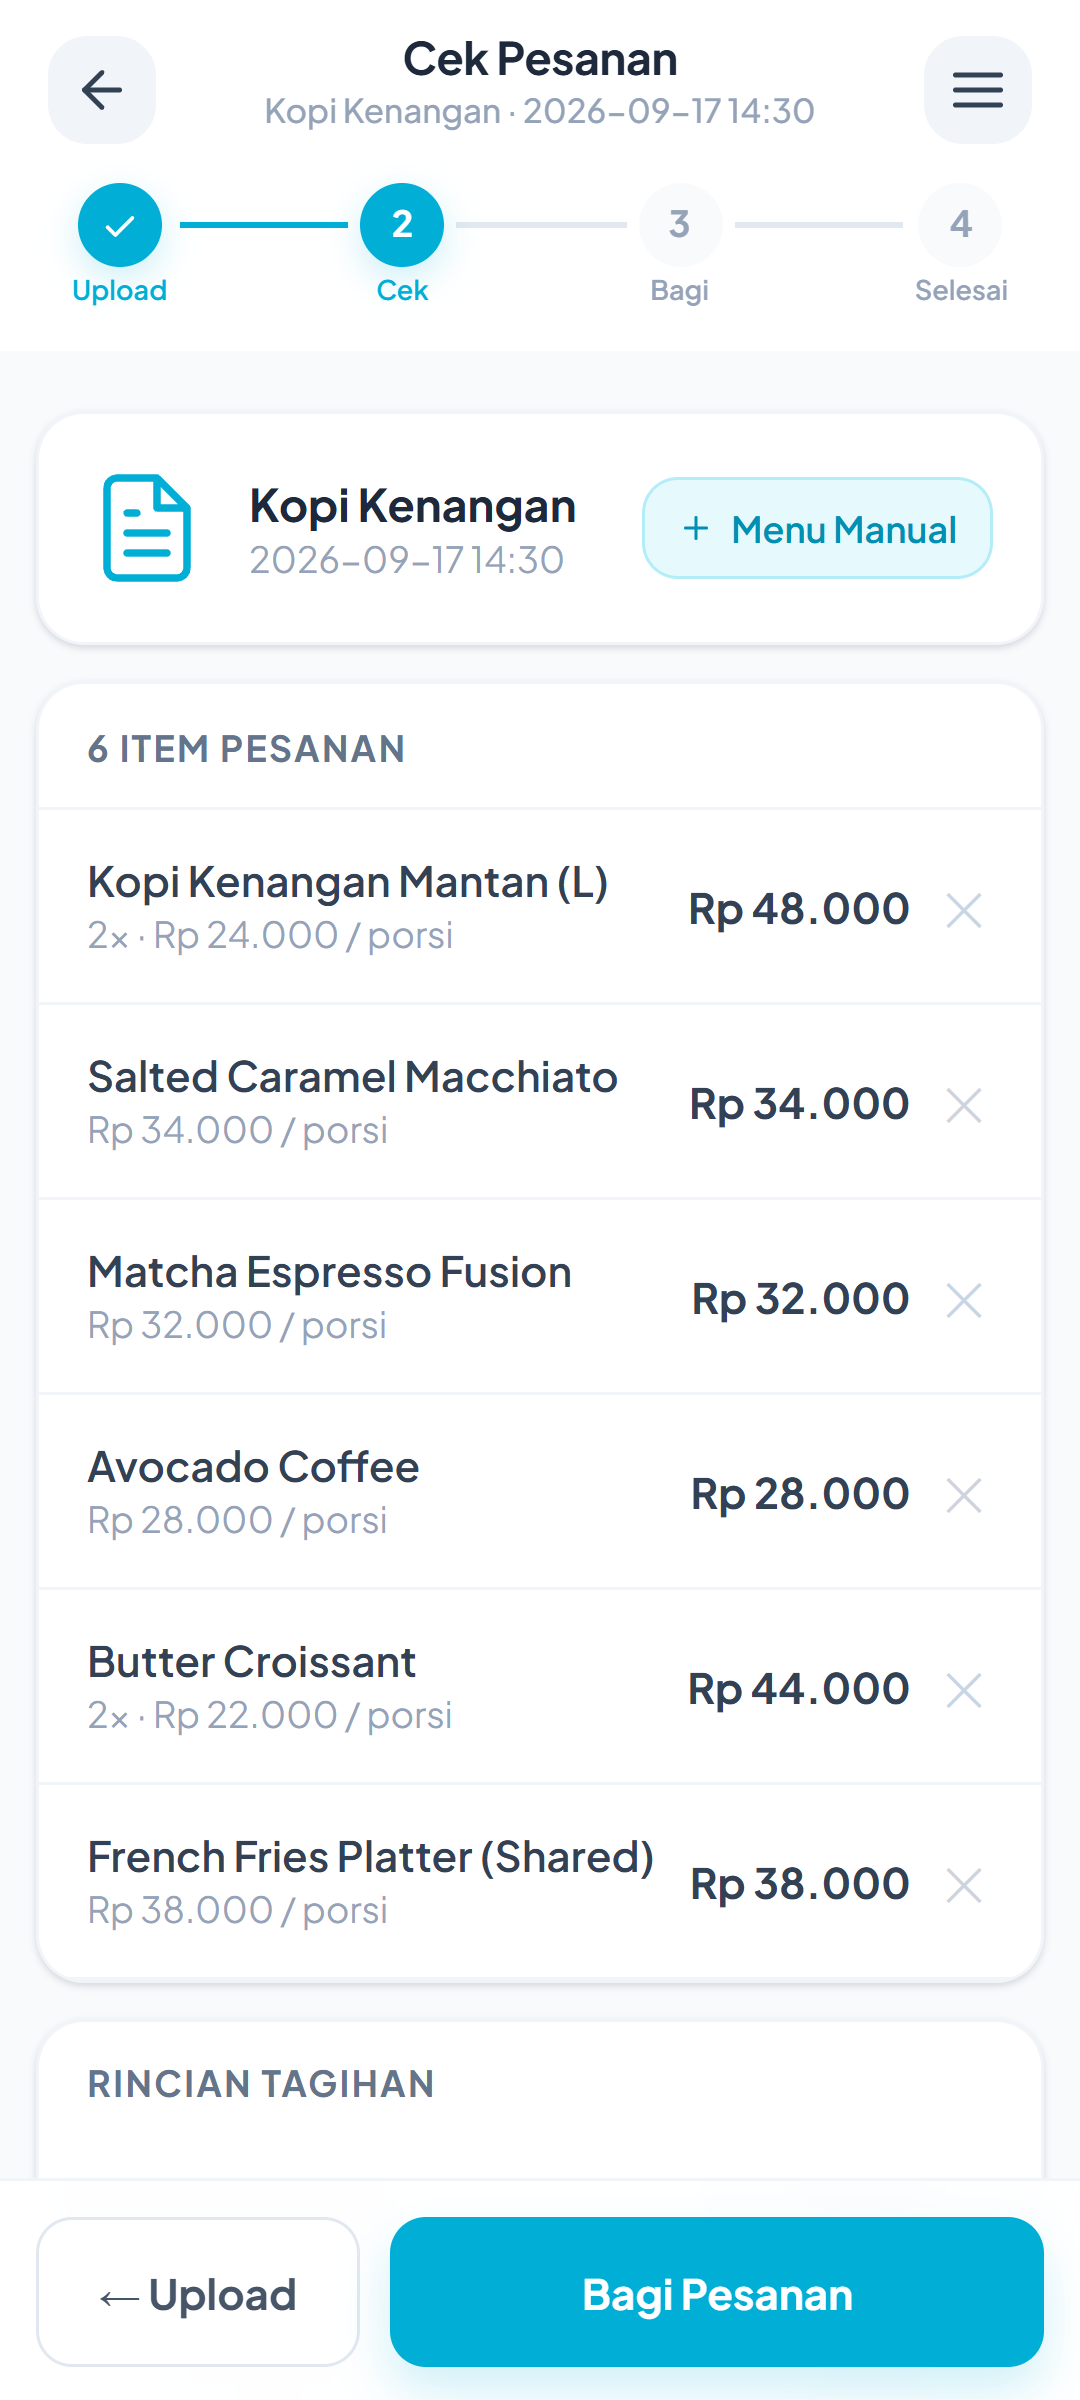 Cek Pesanan
Kopi Kenangan · 2026-09-17 14:30
2
3
4
Upload
Cek
Bagi
Selesai
Kopi Kenangan
2026-09-17 14:30
+ Menu Manual
6 ITEM PESANAN
Kopi Kenangan Mantan (L)
2× · Rp 24.000 / porsi
Rp 48.000
Salted Caramel Macchiato
Rp 34.000 / porsi
Rp 34.000
Matcha Espresso Fusion
Rp 32.000 / porsi
Rp 32.000
Avocado Coffee
Rp 28.000 / porsi
Rp 28.000
Butter Croissant
2× · Rp 22.000 / porsi
Rp 44.000
French Fries Platter (Shared)
Rp 38.000 / porsi
Rp 38.000
RINCIAN TAGIHAN
← Upload
Bagi Pesanan